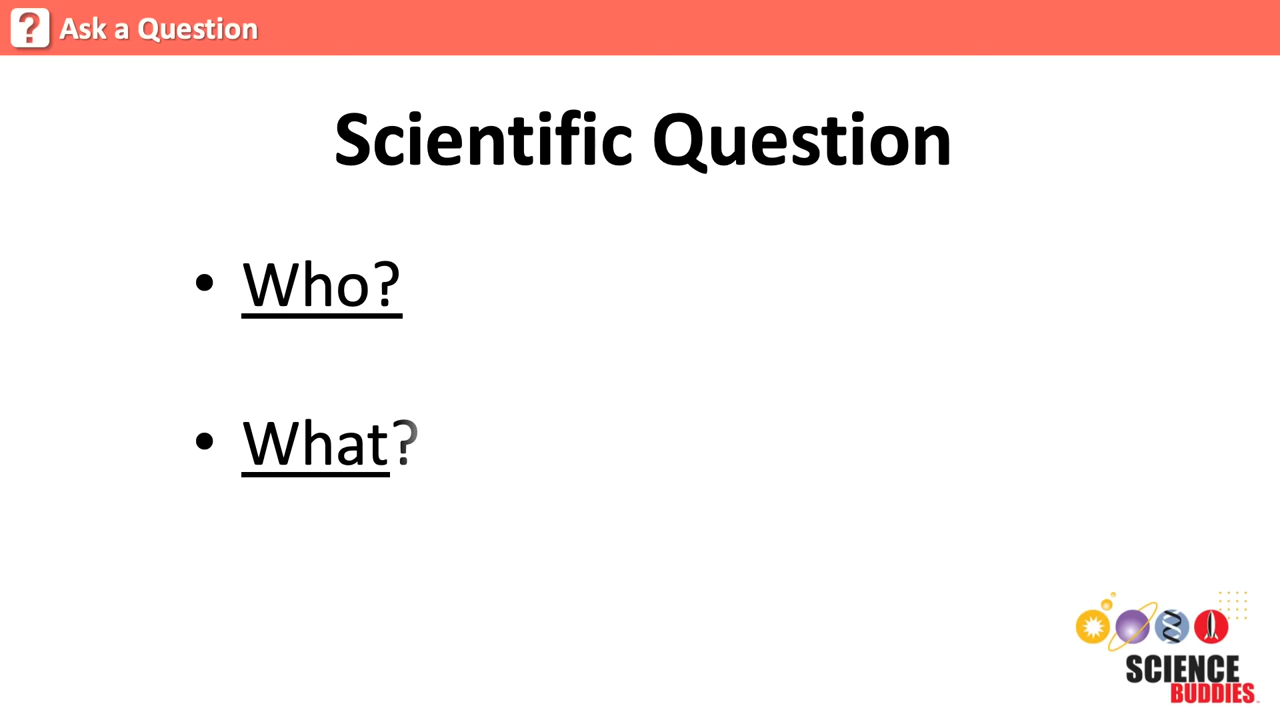 ? Ask a Question
Scientific Question
• Who?
• What?
SCIENCE
BUDDIES